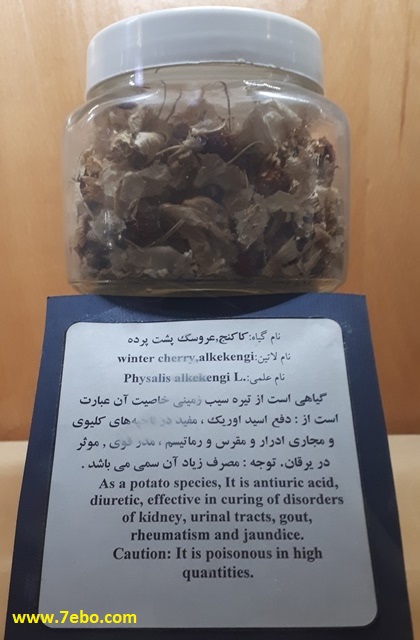 نام گیاه:کاکنج,عروسک پشت پرده
نام لاتین:winter cherry,alkekengi
نام علمی:Physalis alkekengi L.
گیاهی است از تیره سیب زمینی خاصیت آن عبارت
است از : دفع اسید اوریک ، مفید در های کلیوی
و مجاری ادرار و مقرس و رماتیسم ، مدر قوی , موثر
در یرقان. توجه : مصرف زیاد آن سمی می باشد .
As a potato species, It is antiuric acid,
diuretic, effective in curing of disorders
of kidney, urinal tracts, gout,
rheumatism and jaundice.
Caution: It is poisonous in high
quantities.
www.7ebo.com